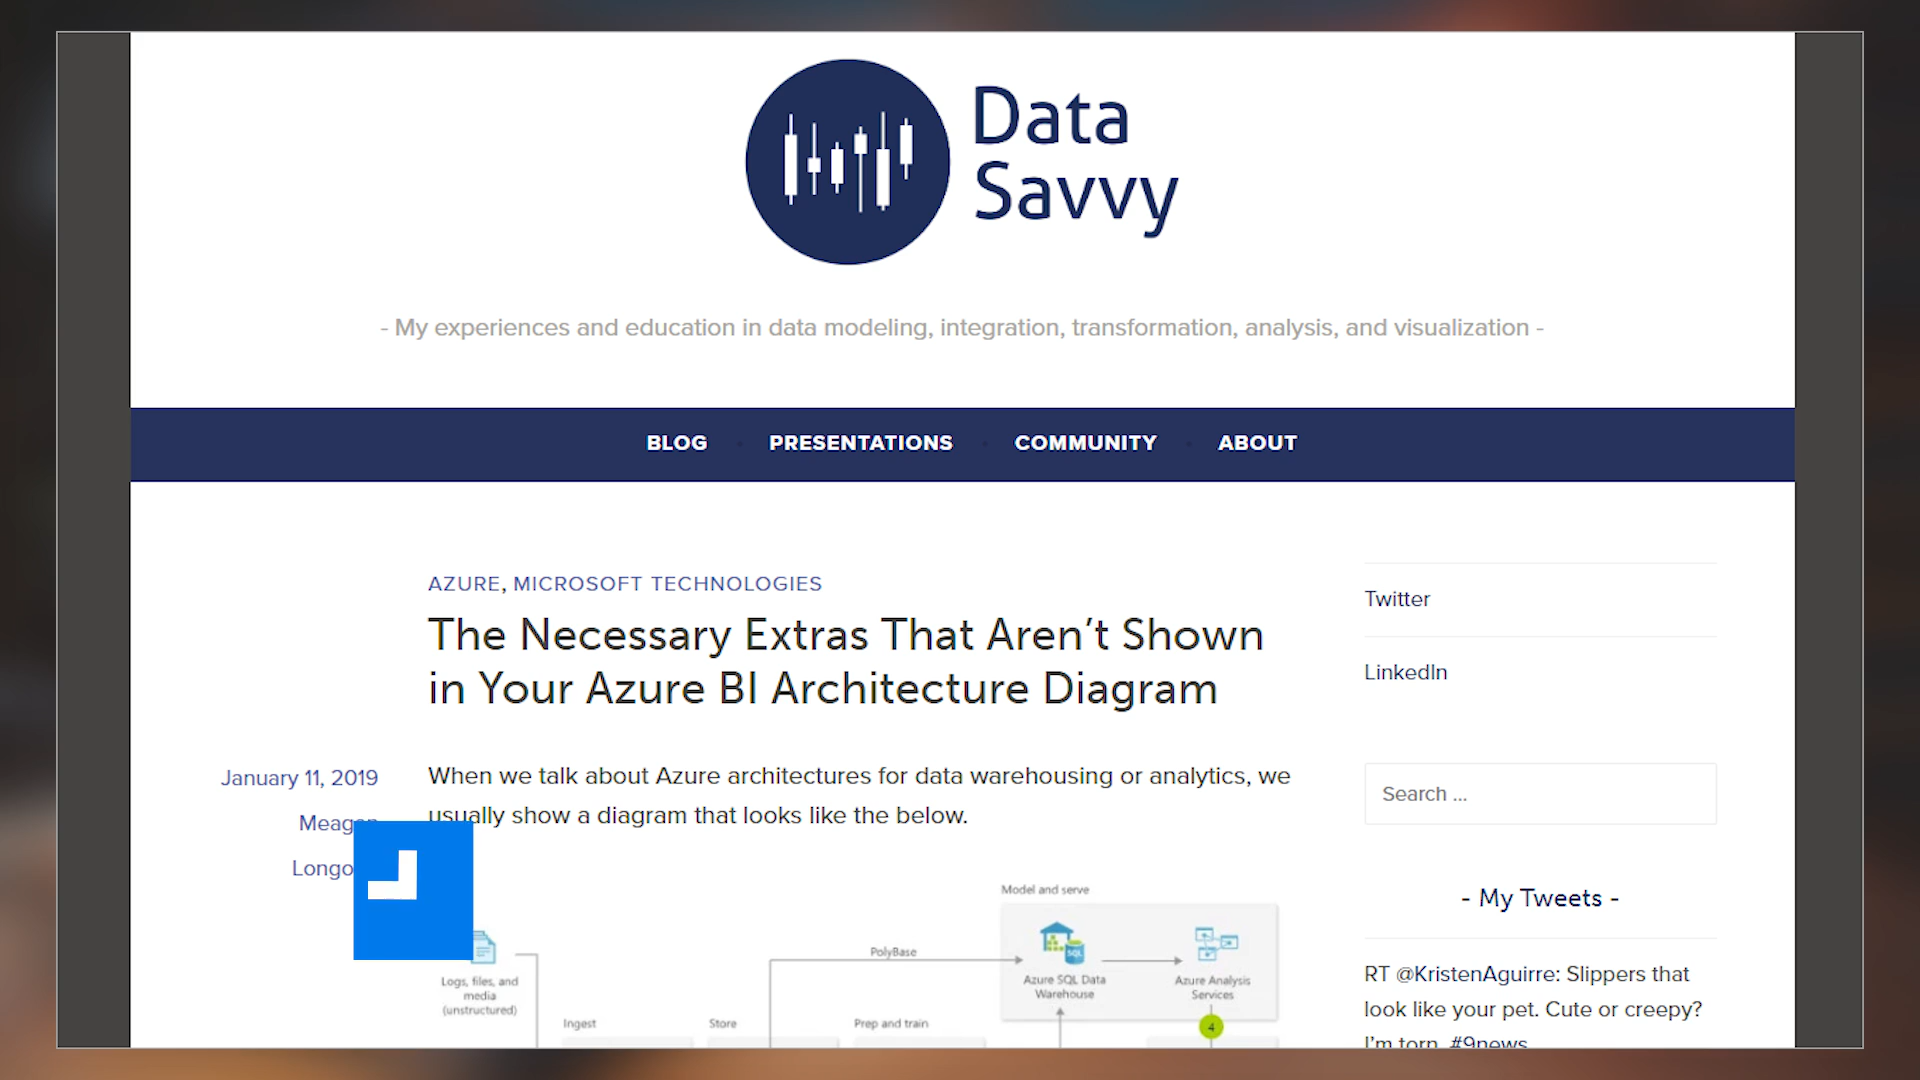 Data
Savvy
- My experiences and education in data modeling, integration, transformation, analysis, and visualization -
BLOG
PRESENTATIONS
COMMUNITY
ABOUT
AZURE, MICROSOFT TECHNOLOGIES
The Necessary Extras That Aren't Shown
in Your Azure BI Architecture Diagram
January 11, 2019
Longo
When we talk about Azure architectures for data warehousing or analytics, we
usually show a diagram that looks like the below.
Model and serve
PolyBase
Azure SQL Data
Warehouse
Azure Analysis
Services
4
Logs, files, and
media
(unstructured)
Ingest
Store
Prep and train
Twitter
LinkedIn
Search ...
- My Tweets -
RT @KristenAguirre: Slippers that
look like your pet. Cute or creepy?
I'm torn. #9news